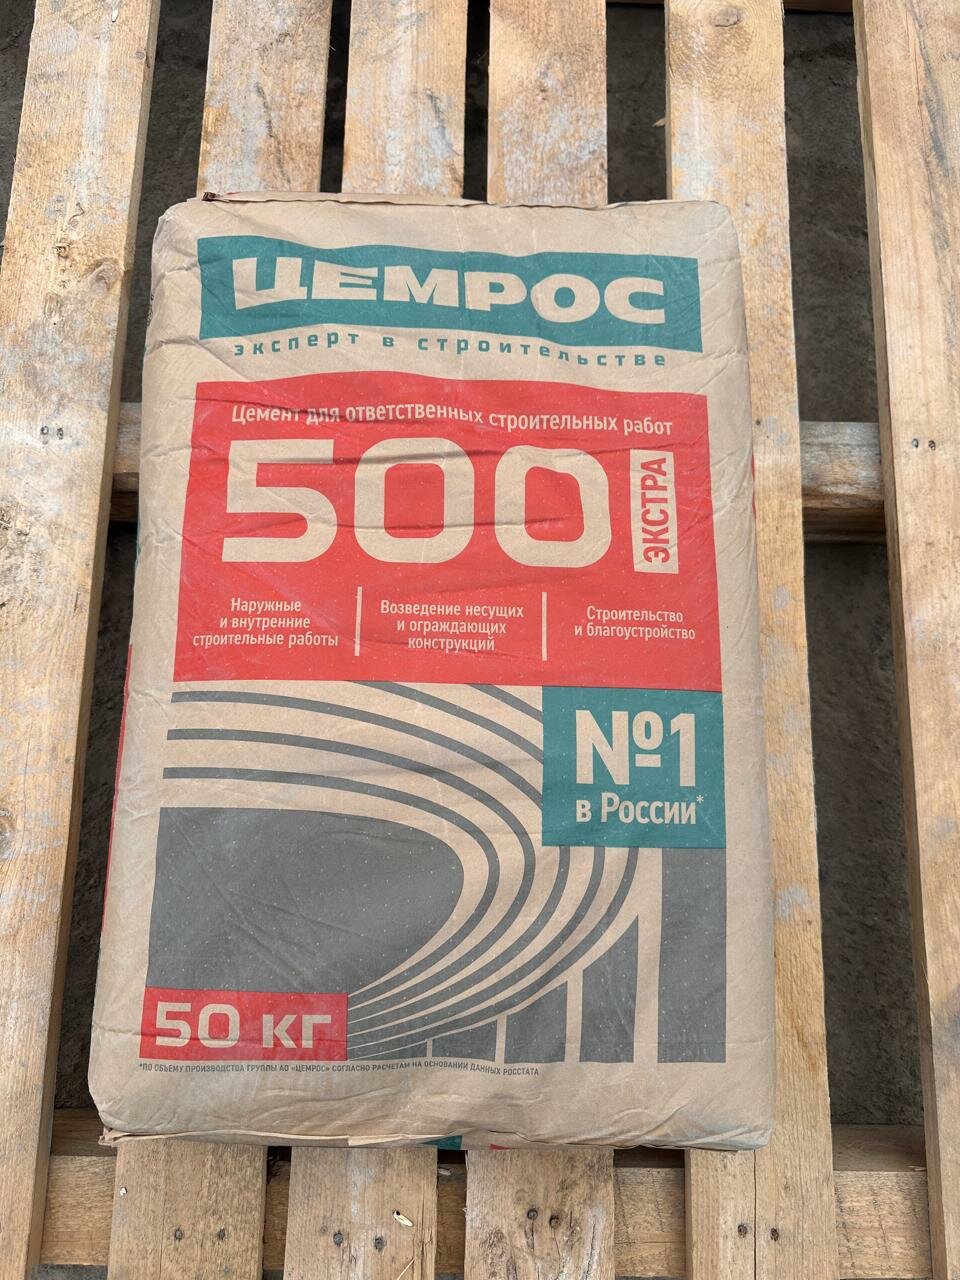 ЦЕМРОС
эксперт в строительстве
Цемент для ответственных строительных работ
500
ЭКСТРА
Наружные
и внутренние
строительные работы
Возведение несущих
и ограждающих
конструкций
Строительство
и благоустройство
№1
в России*
50 кг
*ПО ОБЪЕМУ ПРОИЗВОДСТВА ГРУППЫ АО «ЦЕМРОС» СОГЛАСНО РАСЧЕТАМ НА ОСНОВАНИИ ДАННЫХ РОССТАТА